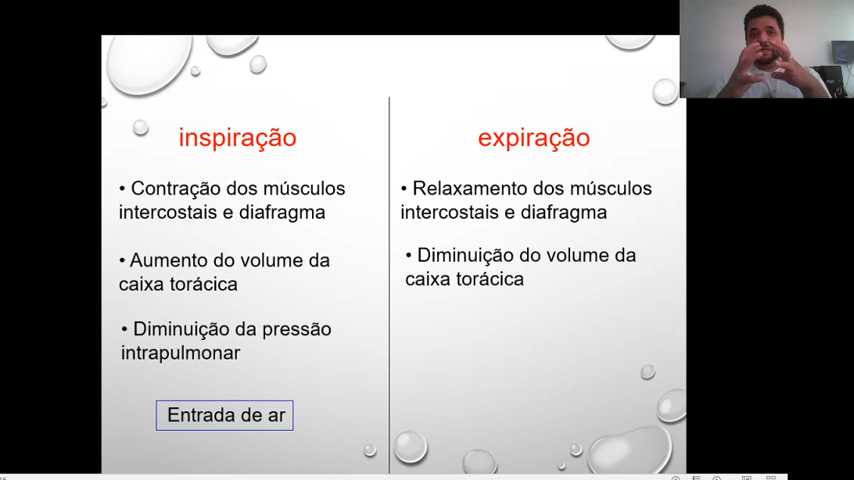 inspiração
• Contração dos músculos
intercostais e diafragma
• Aumento do volume da
caixa torácica
• Diminuição da pressão
intrapulmonar
Entrada de ar
expiração
• Relaxamento dos músculos
intercostais e diafragma
• Diminuição do volume da
caixa torácica